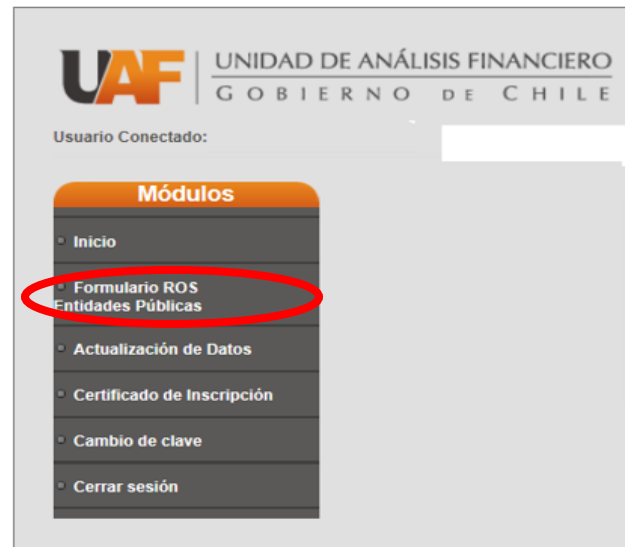 UAF
UNIDAD DE ANÁLISIS FINANCIERO
GOBIERNO DE CHILE
Usuario Conectado:
Módulos
Inicio
Formulario ROS
Entidades Públicas
Actualización de Datos
Certificado de Inscripción
Cambio de clave
Cerrar sesión